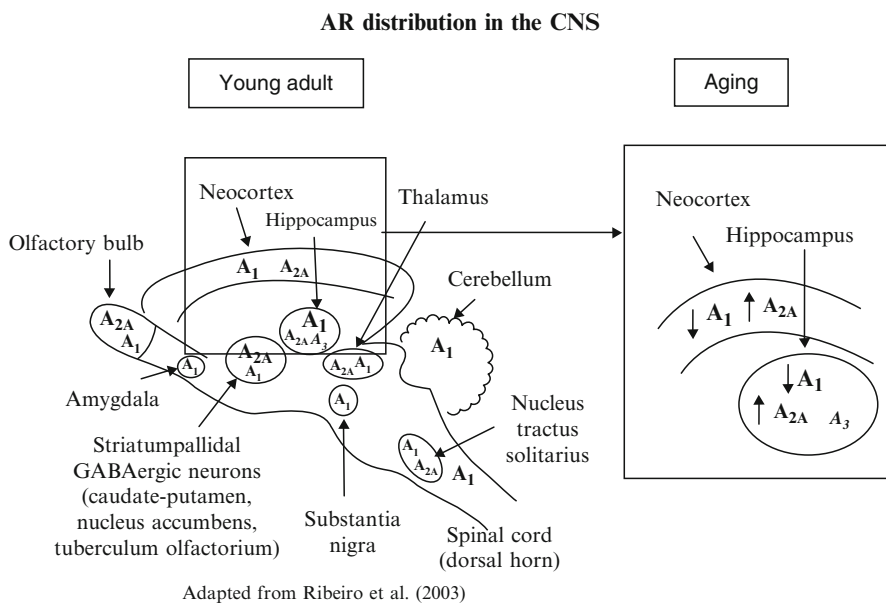 AR distribution in the CNS
Young adult
Aging
Neocortex
Hippocampus
Thalamus
Olfactory bulb
Cerebellum
A1 A2A
A2A
A1
A1
A2A
A1
A1
A2A A3
A2A A1
A1
A1
Amygdala
Striatumpallidal
GABAergic neurons
(caudate-putamen,
nucleus accumbens,
tuberculum olfactorium)
Substantia
nigra
A1
A2A
Nucleus
tractus
solitarius
A1
Spinal cord
(dorsal horn)
Neocortex
Hippocampus
↓ A1 ↑ A2A
↓ A1
↑ A2A A3
Adapted from Ribeiro et al. (2003)